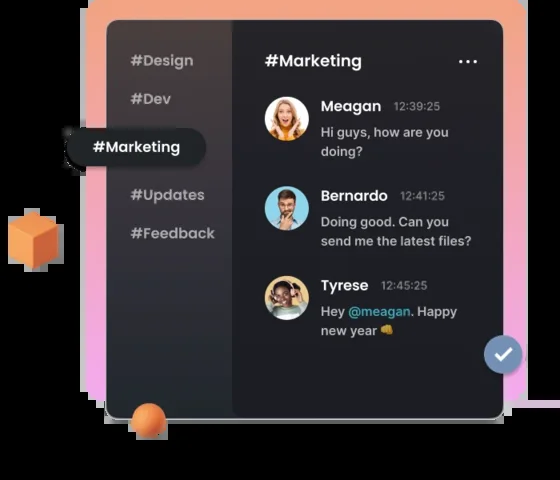 #Design
#Dev
#Marketing
#Updates
#Feedback
#Marketing
Meagan 12:39:25
Hi guys, how are you
doing?
Bernardo 12:41:25
Doing good. Can you
send me the latest files?
Tyrese 12:45:25
Hey @meagan. Happy
new year 👊